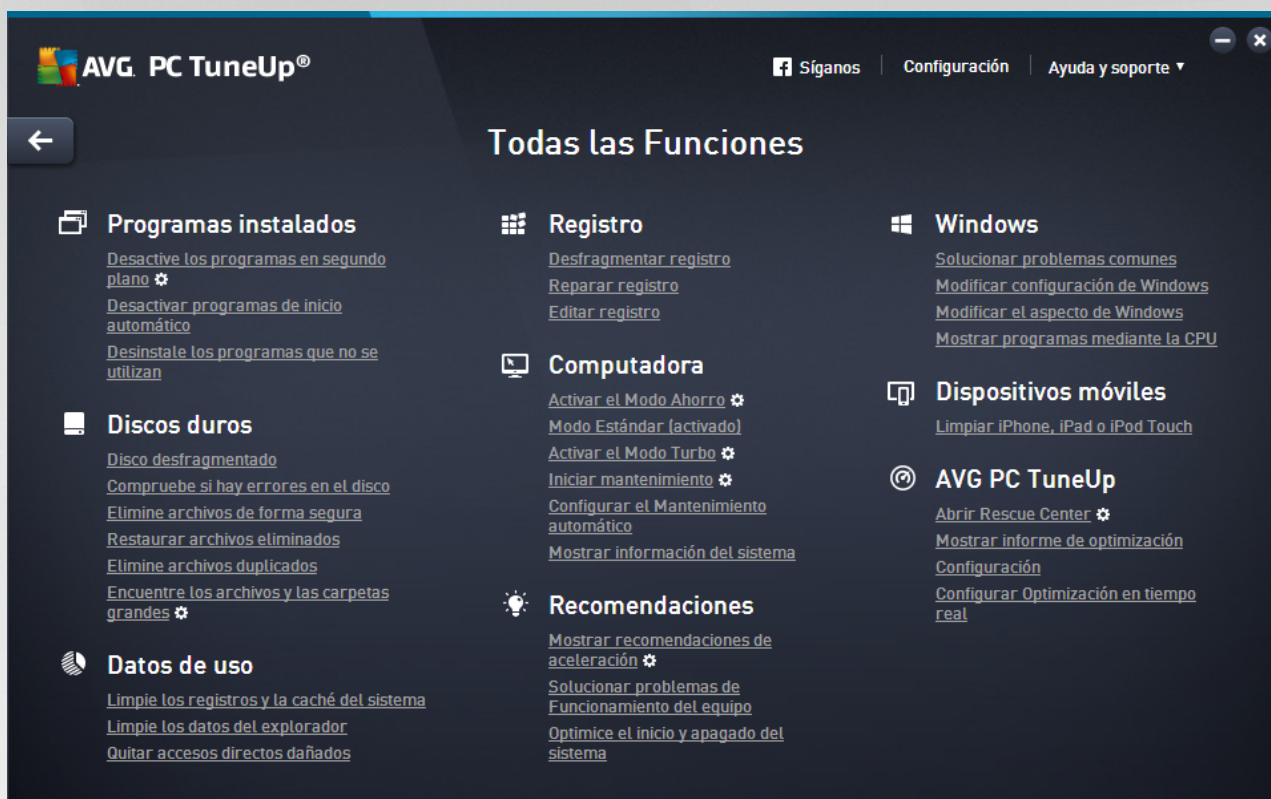 AVG. PC TuneUp®
Síganos
Configuración
Ayuda y soporte
Todas las Funciones
Programas instalados
Desactive los programas en segundo
plano
Desactivar programas de inicio
automático
Desinstale los programas que no se
utilizan
Discos duros
Disco desfragmentado
Compruebe si hay errores en el disco
Elimine archivos de forma segura
Restaurar archivos eliminados
Elimine archivos duplicados
Encuentre los archivos y las carpetas
grandes
Datos de uso
Limpie los registros y la caché del sistema
Limpie los datos del explorador
Quitar accesos directos dañados
Registro
Desfragmentar registro
Reparar registro
Editar registro
Computadora
Activar el Modo Ahorro
Modo Estándar (activado)
Activar el Modo Turbo
Iniciar mantenimiento
Configurar el Mantenimiento
automático
Mostrar información del sistema
Recomendaciones
Mostrar recomendaciones de
aceleración
Solucionar problemas de
Funcionamiento del equipo
Optimice el inicio y apagado del
sistema
Windows
Solucionar problemas comunes
Modificar configuración de Windows
Modificar el aspecto de Windows
Mostrar programas mediante la CPU
Dispositivos móviles
Limpiar iPhone, iPad o iPod Touch
AVG PC TuneUp
Abrir Rescue Center
Mostrar informe de optimización
Configuración
Configurar Optimización en tiempo
real